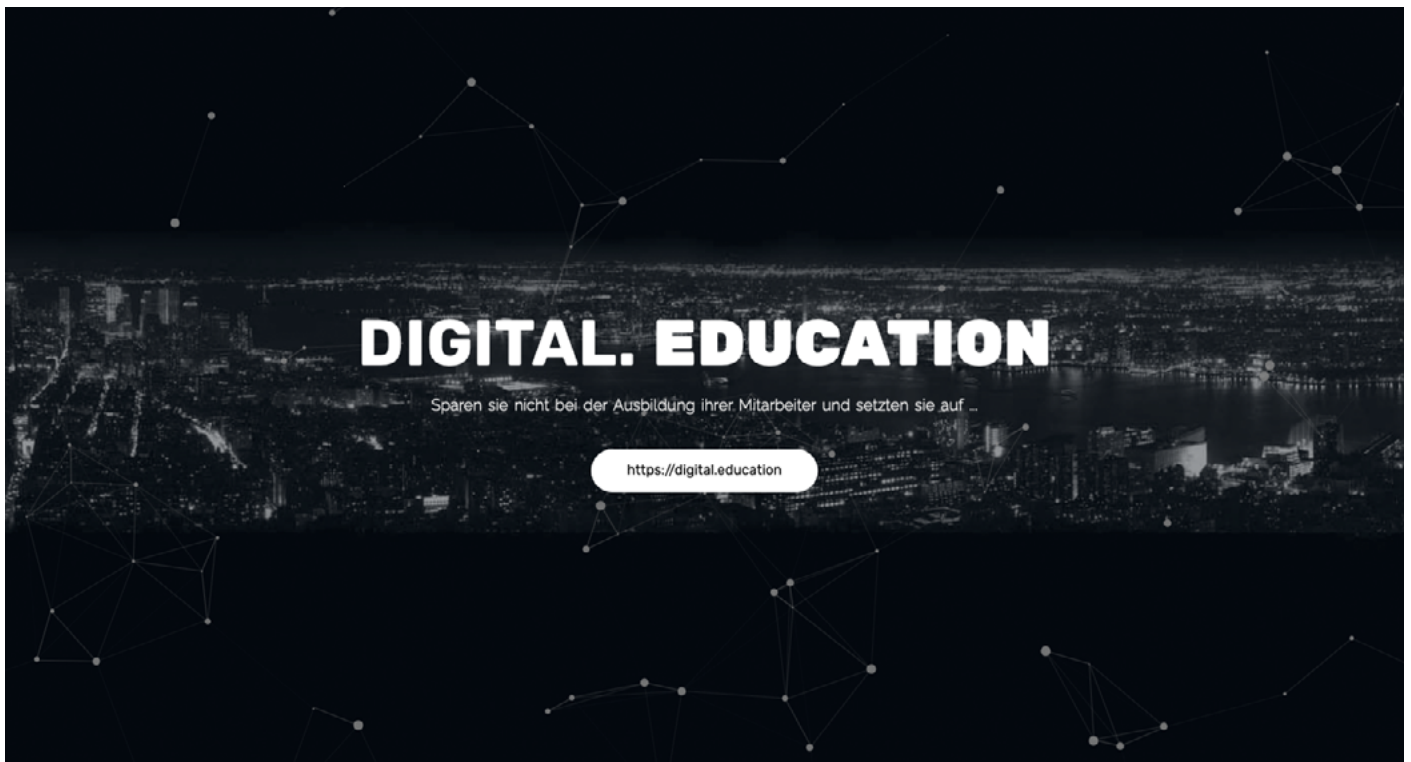 DIGITAL. EDUCATION
Sparen sie nicht bei der Ausbildung ihrer Mitarbeiter und setzten sie auf ...
https://digital.education